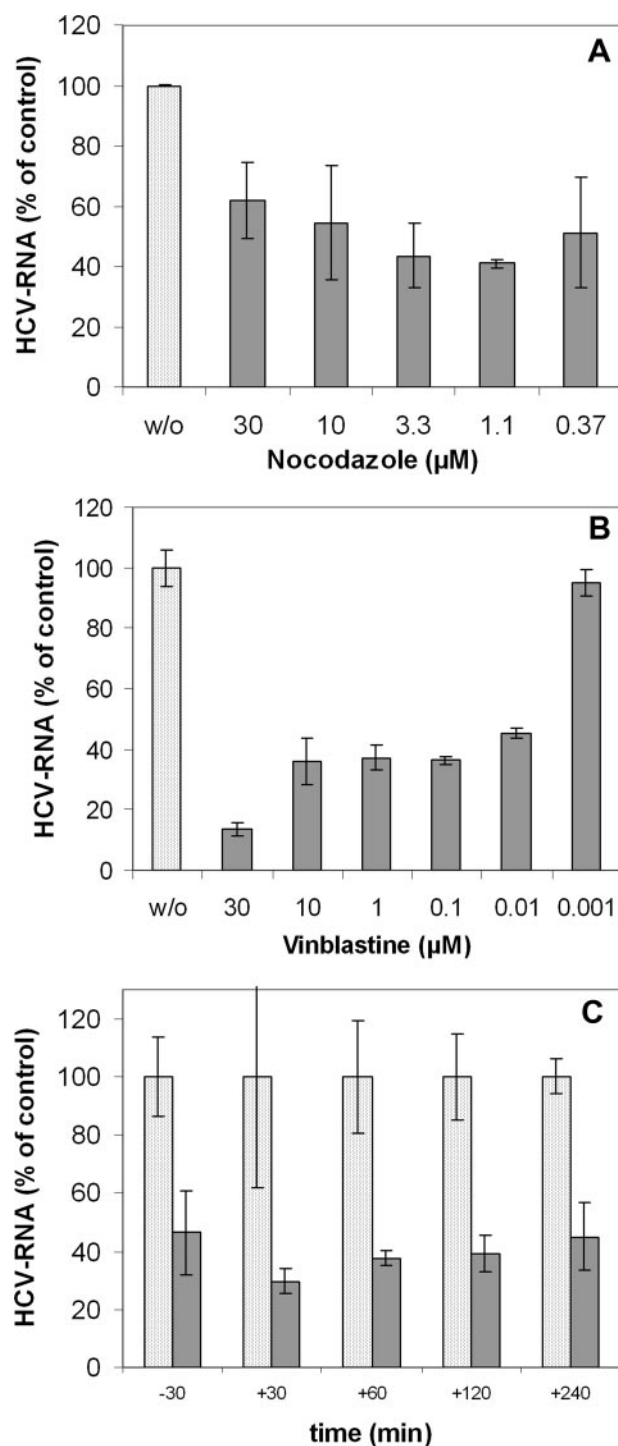 A
HCV-RNA (% of control)
120
100
80
60
40
20
0
w/o 30 10 3.3 1.1 0.37
Nocodazole (µM)
B
HCV-RNA (% of control)
120
100
80
60
40
20
0
w/o 30 10 1 0.1 0.01 0.001
Vinblastine (µM)
C
HCV-RNA (% of control)
120
100
80
60
40
20
0
-30 +30 +60 +120 +240
time (min)